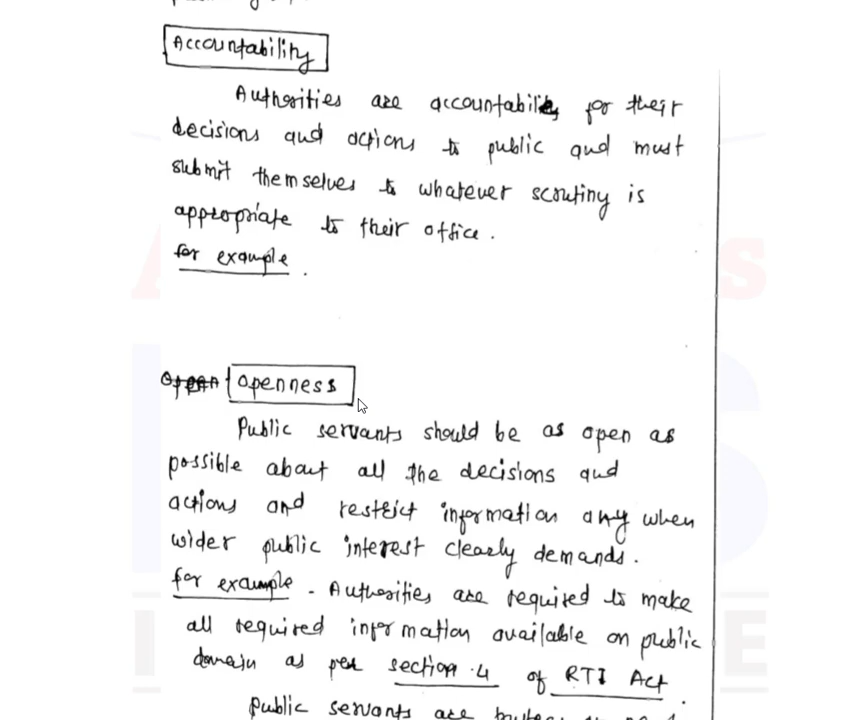 Accountability
Authorities are accountable for their
decisions and actions to public and must
submit themselves to whatever scrutiny is
appropriate to their office.
for example.
Openness
Public servants should be as open as
possible about all the decisions and
actions and restrict information any when
wider public interest clearly demands.
for example. Authorities are required to make
all required information available on public
domain as per section 4 of RTI Act.
Public servants are